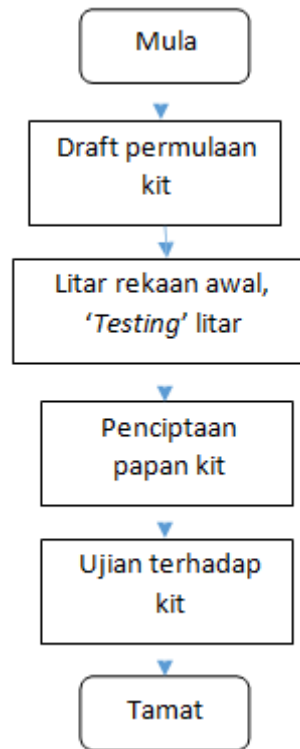 Mula
Draft permulaan
kit
Litar rekaan awal,
‘Testing’ litar
Penciptaan
papan kit
Ujian terhadap
kit
Tamat